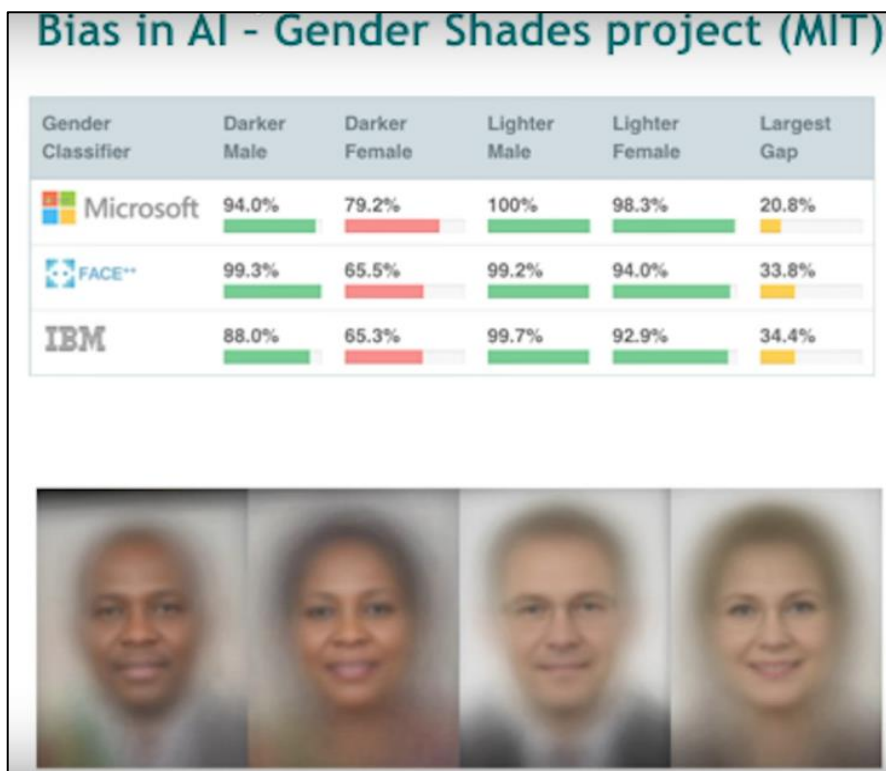 Bias in AI - Gender Shades project (MIT)
Gender Classifier Darker Male Darker Female Lighter Male Lighter Female Largest Gap
Microsoft 94.0% 79.2% 100% 98.3% 20.8%
FACE++ 99.3% 65.5% 99.2% 94.0% 33.8%
IBM 88.0% 65.3% 99.7% 92.9% 34.4%